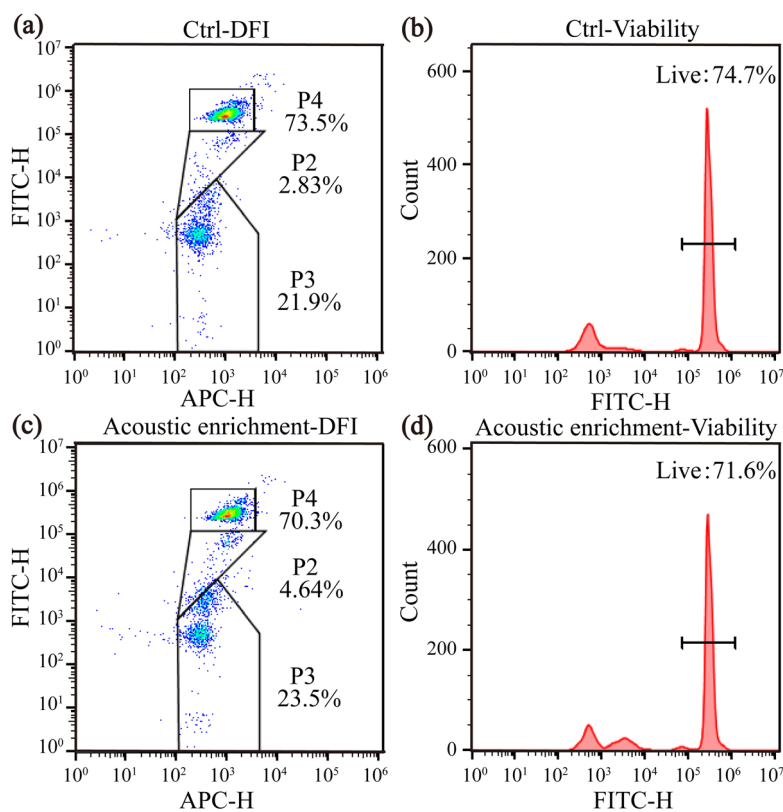 (a)
Ctrl-DFI
FITC-H
10⁷
10⁶
10⁵
10⁴
10³
10²
10¹
10⁰
P4
73.5%
P2
2.83%
P3
21.9%
10⁰ 10¹ 10² 10³ 10⁴ 10⁵ 10⁶
APC-H
(b)
Ctrl-Viability
Live:74.7%
Count
600
400
200
0
10⁰ 10¹ 10² 10³ 10⁴ 10⁵ 10⁶ 10⁷
FITC-H
(c)
Acoustic enrichment-DFI
FITC-H
10⁷
10⁶
10⁵
10⁴
10³
10²
10¹
10⁰
P4
70.3%
P2
4.64%
P3
23.5%
10⁰ 10¹ 10² 10³ 10⁴ 10⁵ 10⁶
APC-H
(d)
Acoustic enrichment-Viability
Live:71.6%
Count
600
400
200
0
10⁰ 10¹ 10² 10³ 10⁴ 10⁵ 10⁶ 10⁷
FITC-H